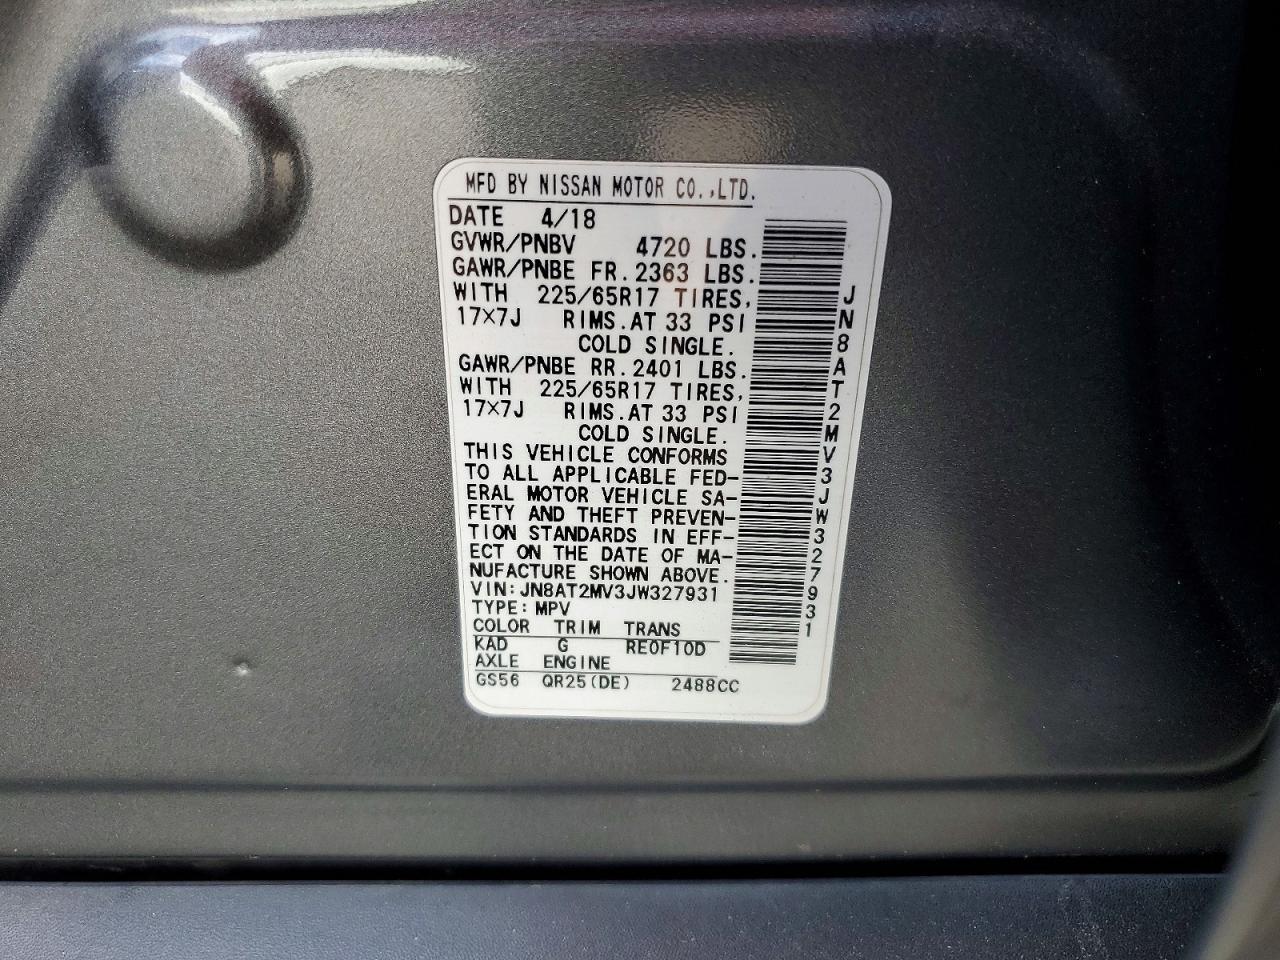 MFD BY NISSAN MOTOR CO.,LTD.
DATE 4/18
GVWR/PNBV 4720 LBS.
GAWR/PNBE FR. 2363 LBS.
WITH 225/65R17 TIRES,
17×7J RIMS.AT 33 PSI
COLD SINGLE.
GAWR/PNBE RR. 2401 LBS.
WITH 225/65R17 TIRES,
17×7J RIMS.AT 33 PSI
COLD SINGLE.
THIS VEHICLE CONFORMS
TO ALL APPLICABLE FED-
ERAL MOTOR VEHICLE SA-
FETY AND THEFT PREVEN-
TION STANDARDS IN EFF-
ECT ON THE DATE OF MA-
NUFACTURE SHOWN ABOVE.
VIN: JN8AT2MV3JW327931
TYPE: MPV
COLOR TRIM TRANS
KAD G RE0F10D
AXLE ENGINE
GS56 QR25(DE) 2488CC
JN8AT2MV3JW327931